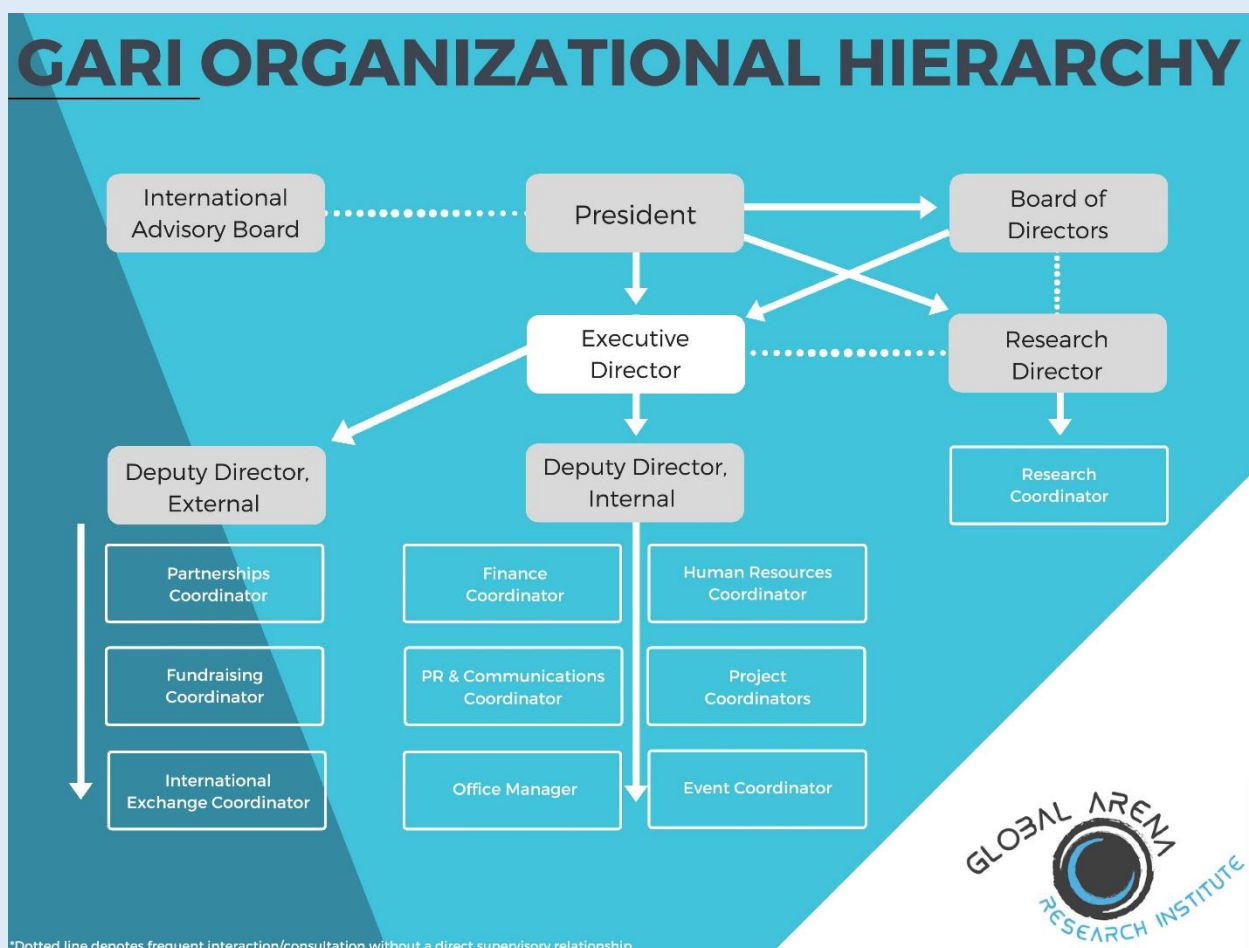 GARI ORGANIZATIONAL HIERARCHY
International
Advisory Board
President
Board of
Directors
Executive
Director
Research
Director
Deputy Director,
External
Deputy Director,
Internal
Research
Coordinator
Partnerships
Coordinator
Finance
Coordinator
Human Resources
Coordinator
Fundraising
Coordinator
PR & Communications
Coordinator
Project
Coordinators
International
Exchange Coordinator
Office Manager
Event Coordinator
GLOBAL ARENA
RESEARCH INSTITUTE
*Dotted line denotes frequent interaction/consultation without a direct supervisory relationship